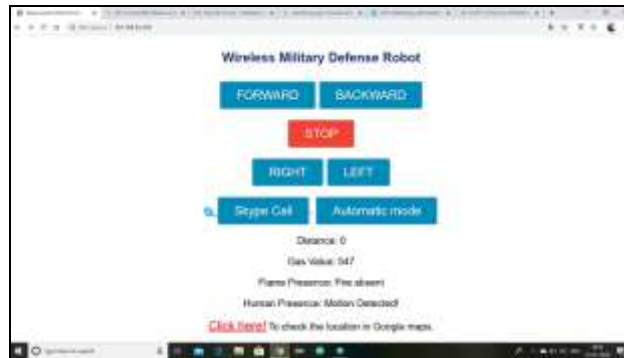 Wireless Military Defense Robot
FORWARD BACKWARD
STOP
RIGHT LEFT
Skype Call Automatic mode
Distance: 0
Gas Value: 547
Flame Presence: Fire absent
Human Presence: Motion Detected!
Click here! To check the location in Google maps.